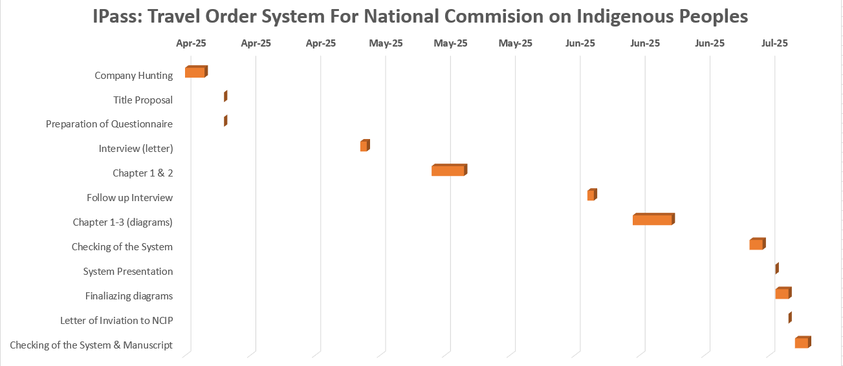 IPass: Travel Order System For National Commision on Indigenous Peoples
Apr-25 Apr-25 Apr-25 May-25 May-25 May-25 Jun-25 Jun-25 Jun-25 Jul-25
Company Hunting
Title Proposal
Preparation of Questionnaire
Interview (letter)
Chapter 1 & 2
Follow up Interview
Chapter 1-3 (diagrams)
Checking of the System
System Presentation
Finaliazing diagrams
Letter of Inviation to NCIP
Checking of the System & Manuscript